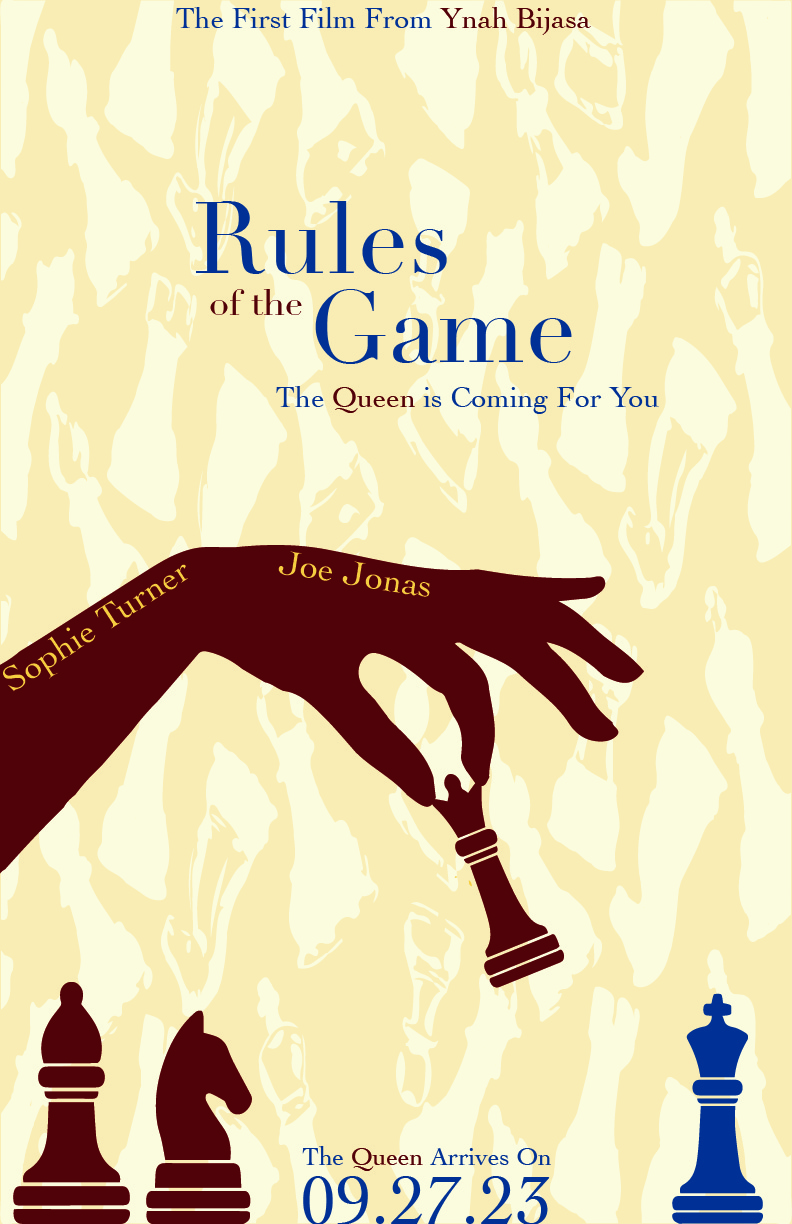 The First Film From Ynah Bijasa
Rules
of the Game
The Queen is Coming For You
Sophie Turner
Joe Jonas
The Queen Arrives On
09.27.23